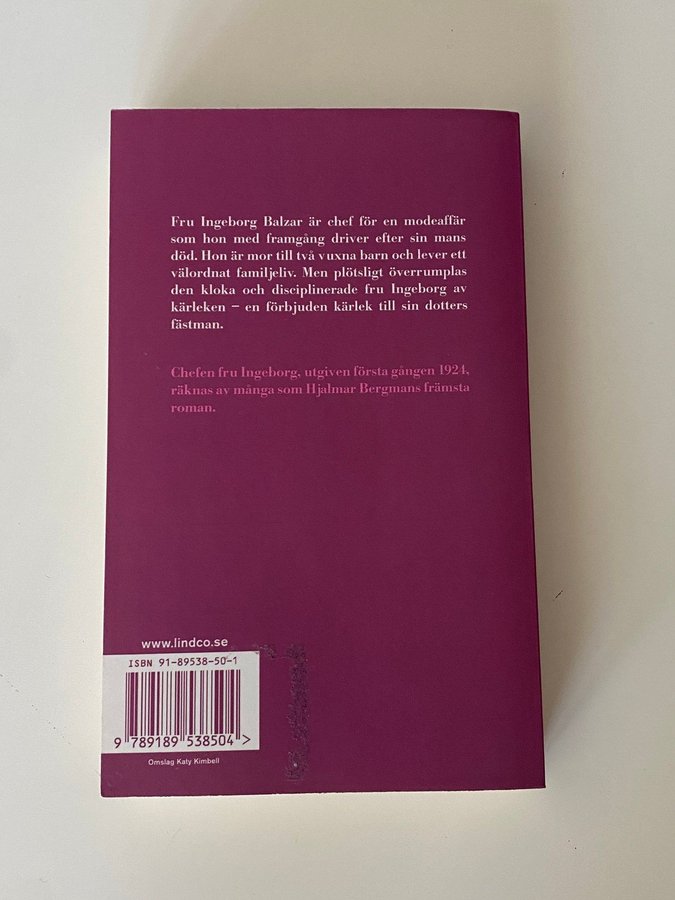 Fru Ingeborg Balzar är chef för en modeaffär
som hon med framgång driver efter sin mans
död. Hon är mor till två vuxna barn och lever ett
välordnat familjeliv. Men plötsligt överrumplas
den kloka och disciplinerade fru Ingeborg av
kärleken – en förbjuden kärlek till sin dotters
fästman.
Chefen fru Ingeborg, utgiven första gången 1924,
räknas av många som Hjalmar Bergmans främsta
roman.
www.lindco.se
ISBN 91-89538-50-1
9 789189 538504 >
Omslag Katy Kimbell